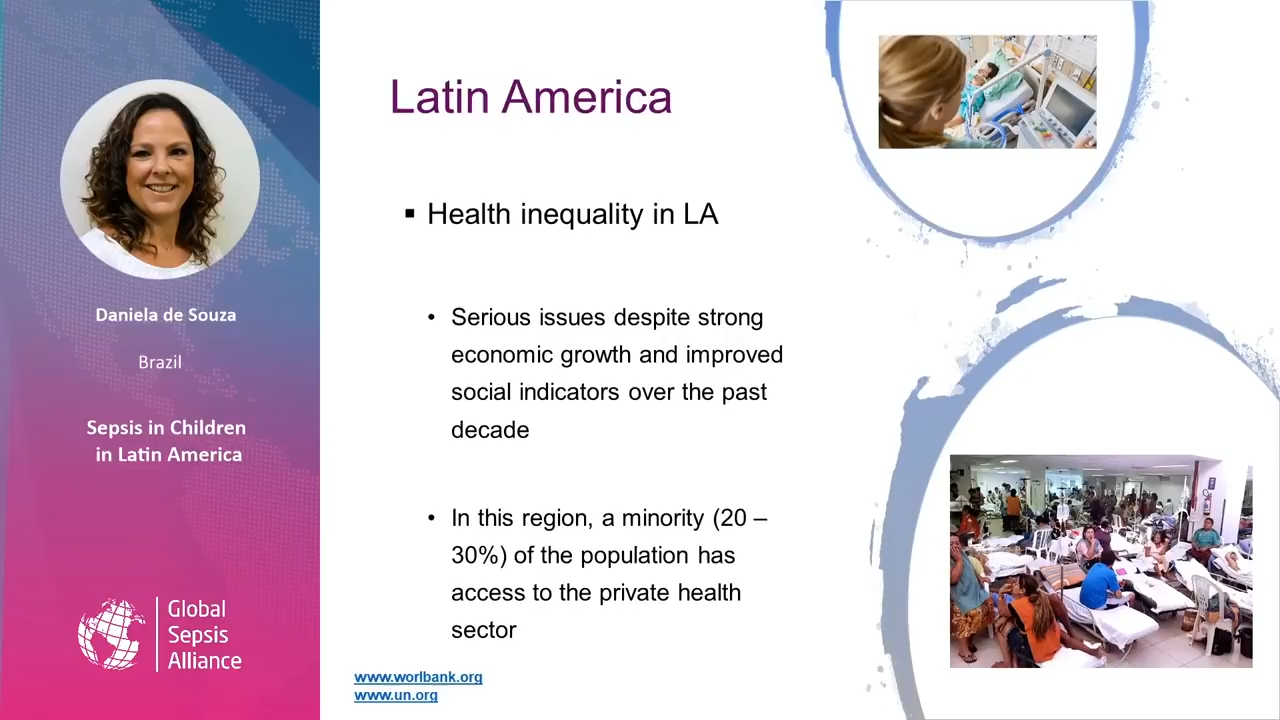 Daniela de Souza
Brazil
Sepsis in Children
in Latin America
Global
Sepsis
Alliance
Latin America
▪ Health inequality in LA
• Serious issues despite strong
economic growth and improved
social indicators over the past
decade
• In this region, a minority (20 –
30%) of the population has
access to the private health
sector
www.worlbank.org
www.un.org